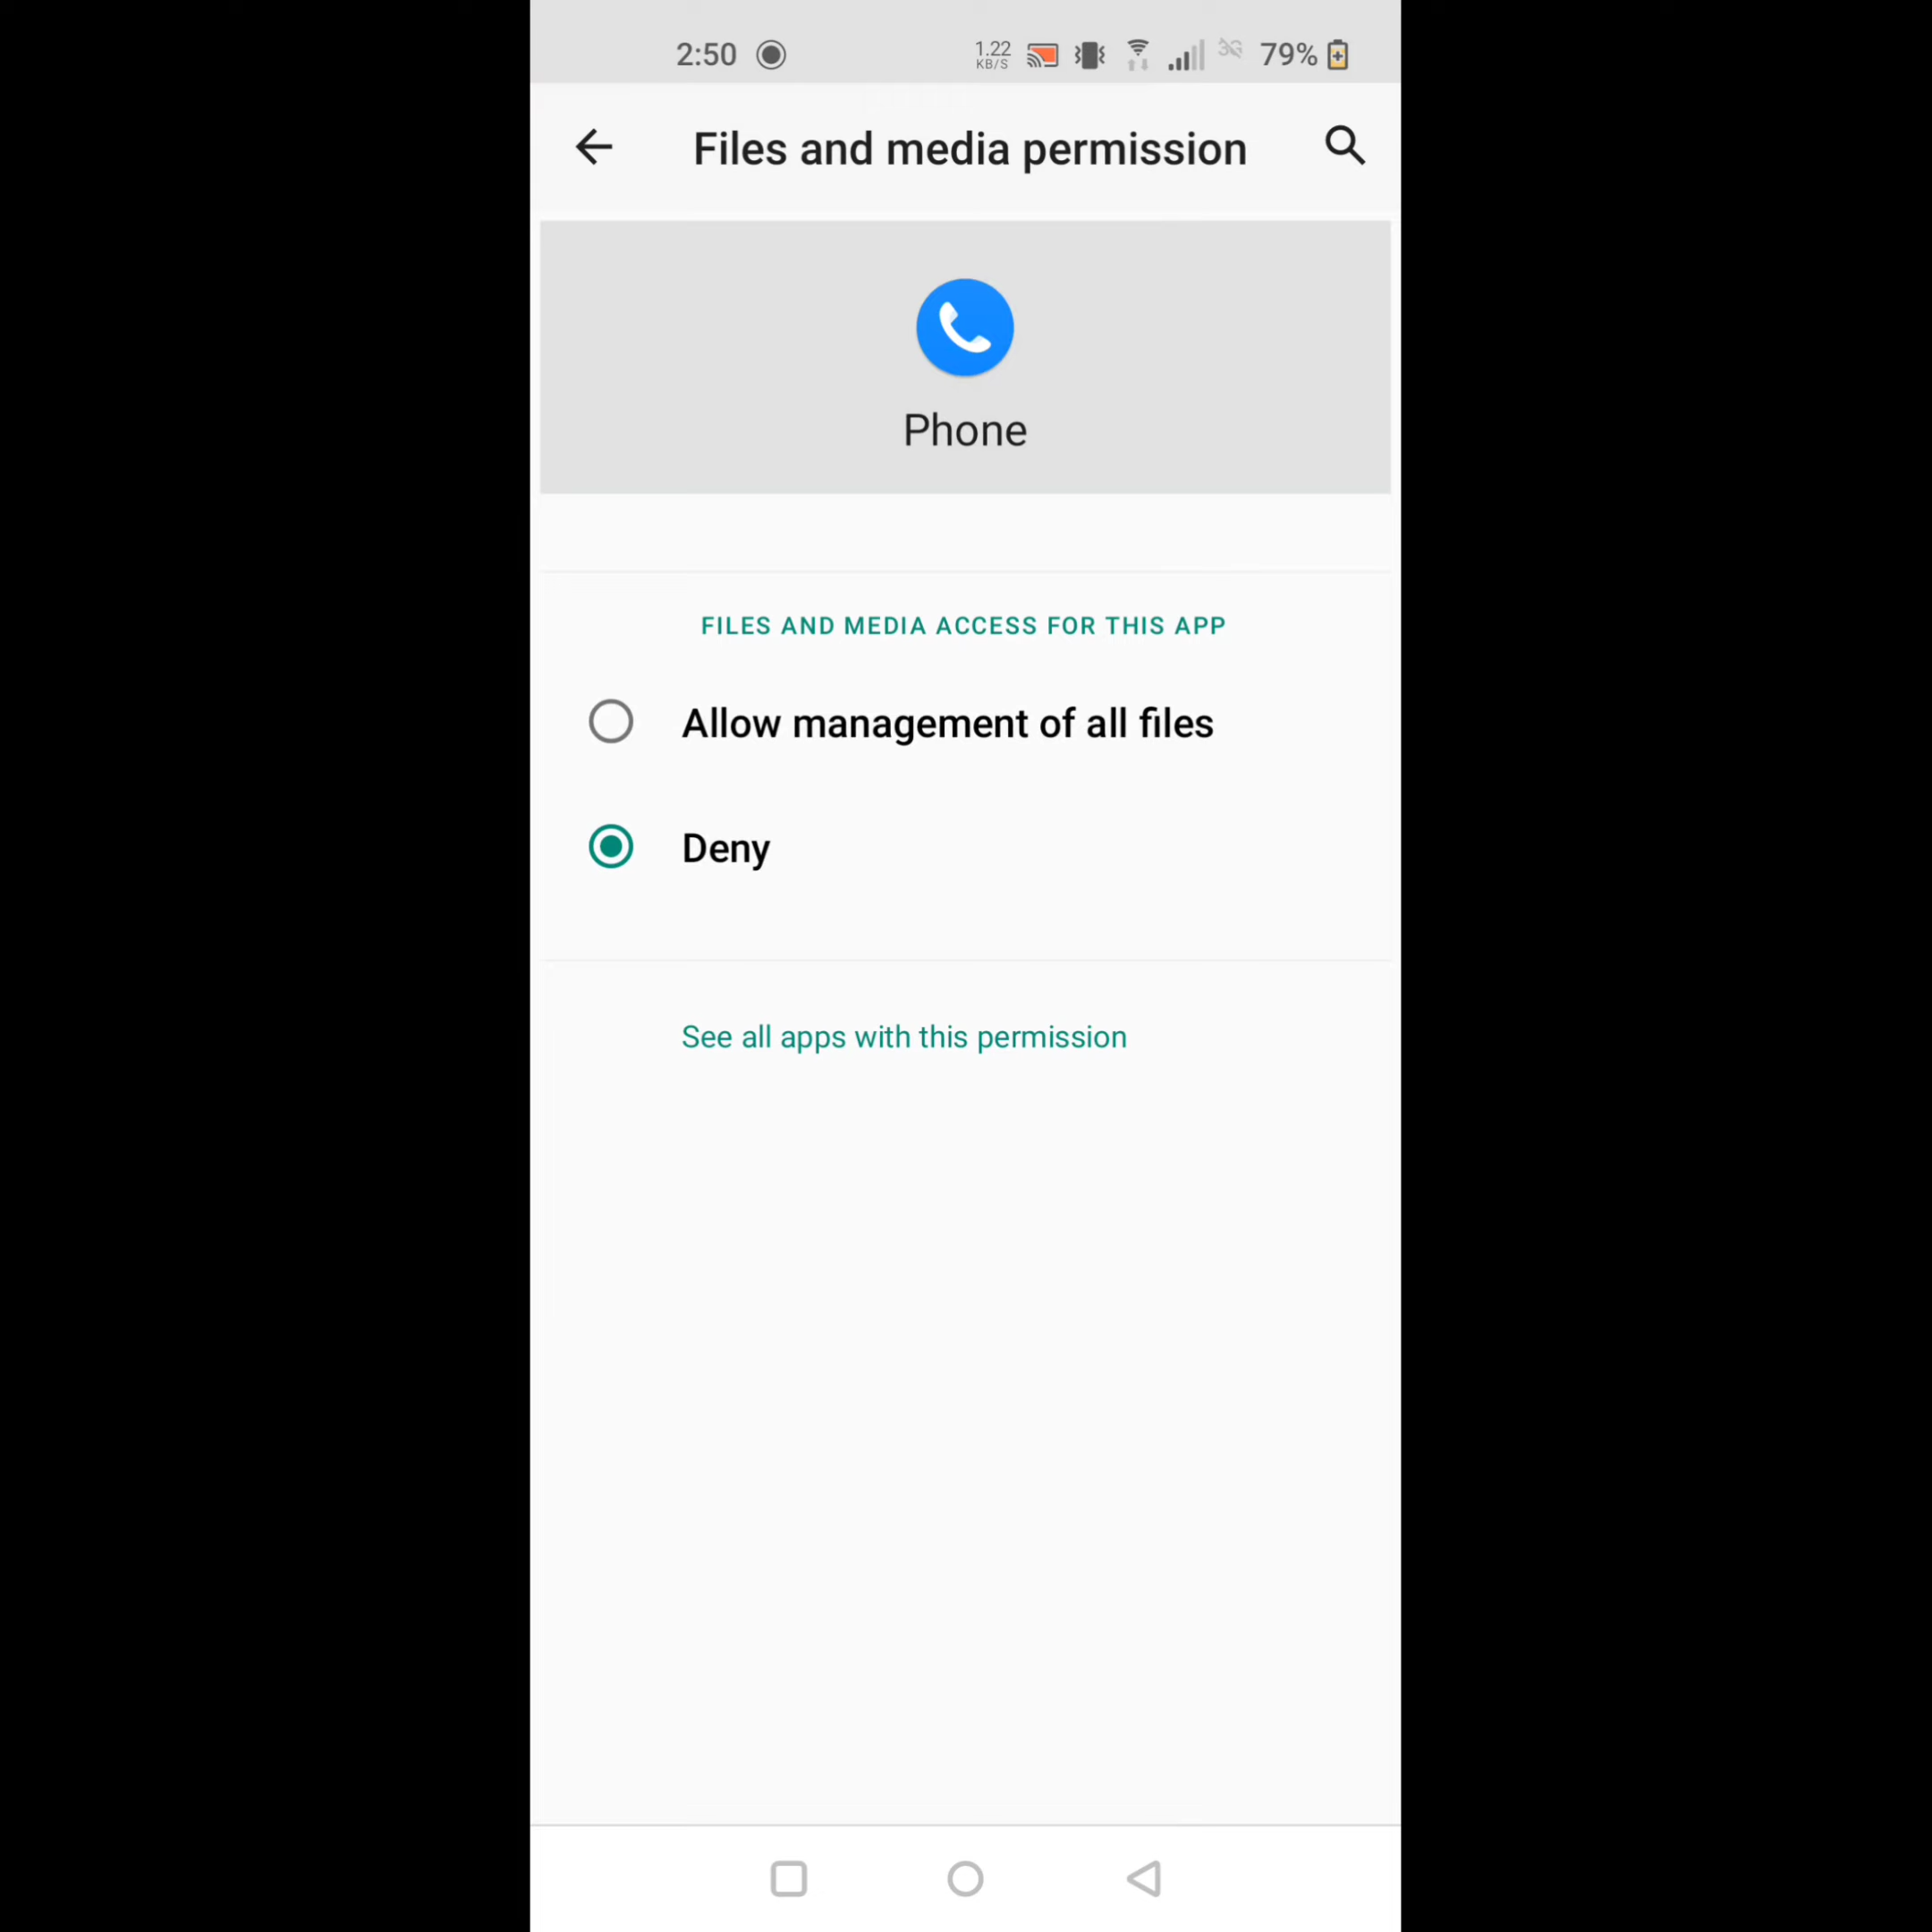 2:50 1.22 KB/S 3G 79%
Files and media permission
Phone
FILES AND MEDIA ACCESS FOR THIS APP
Allow management of all files
Deny
See all apps with this permission